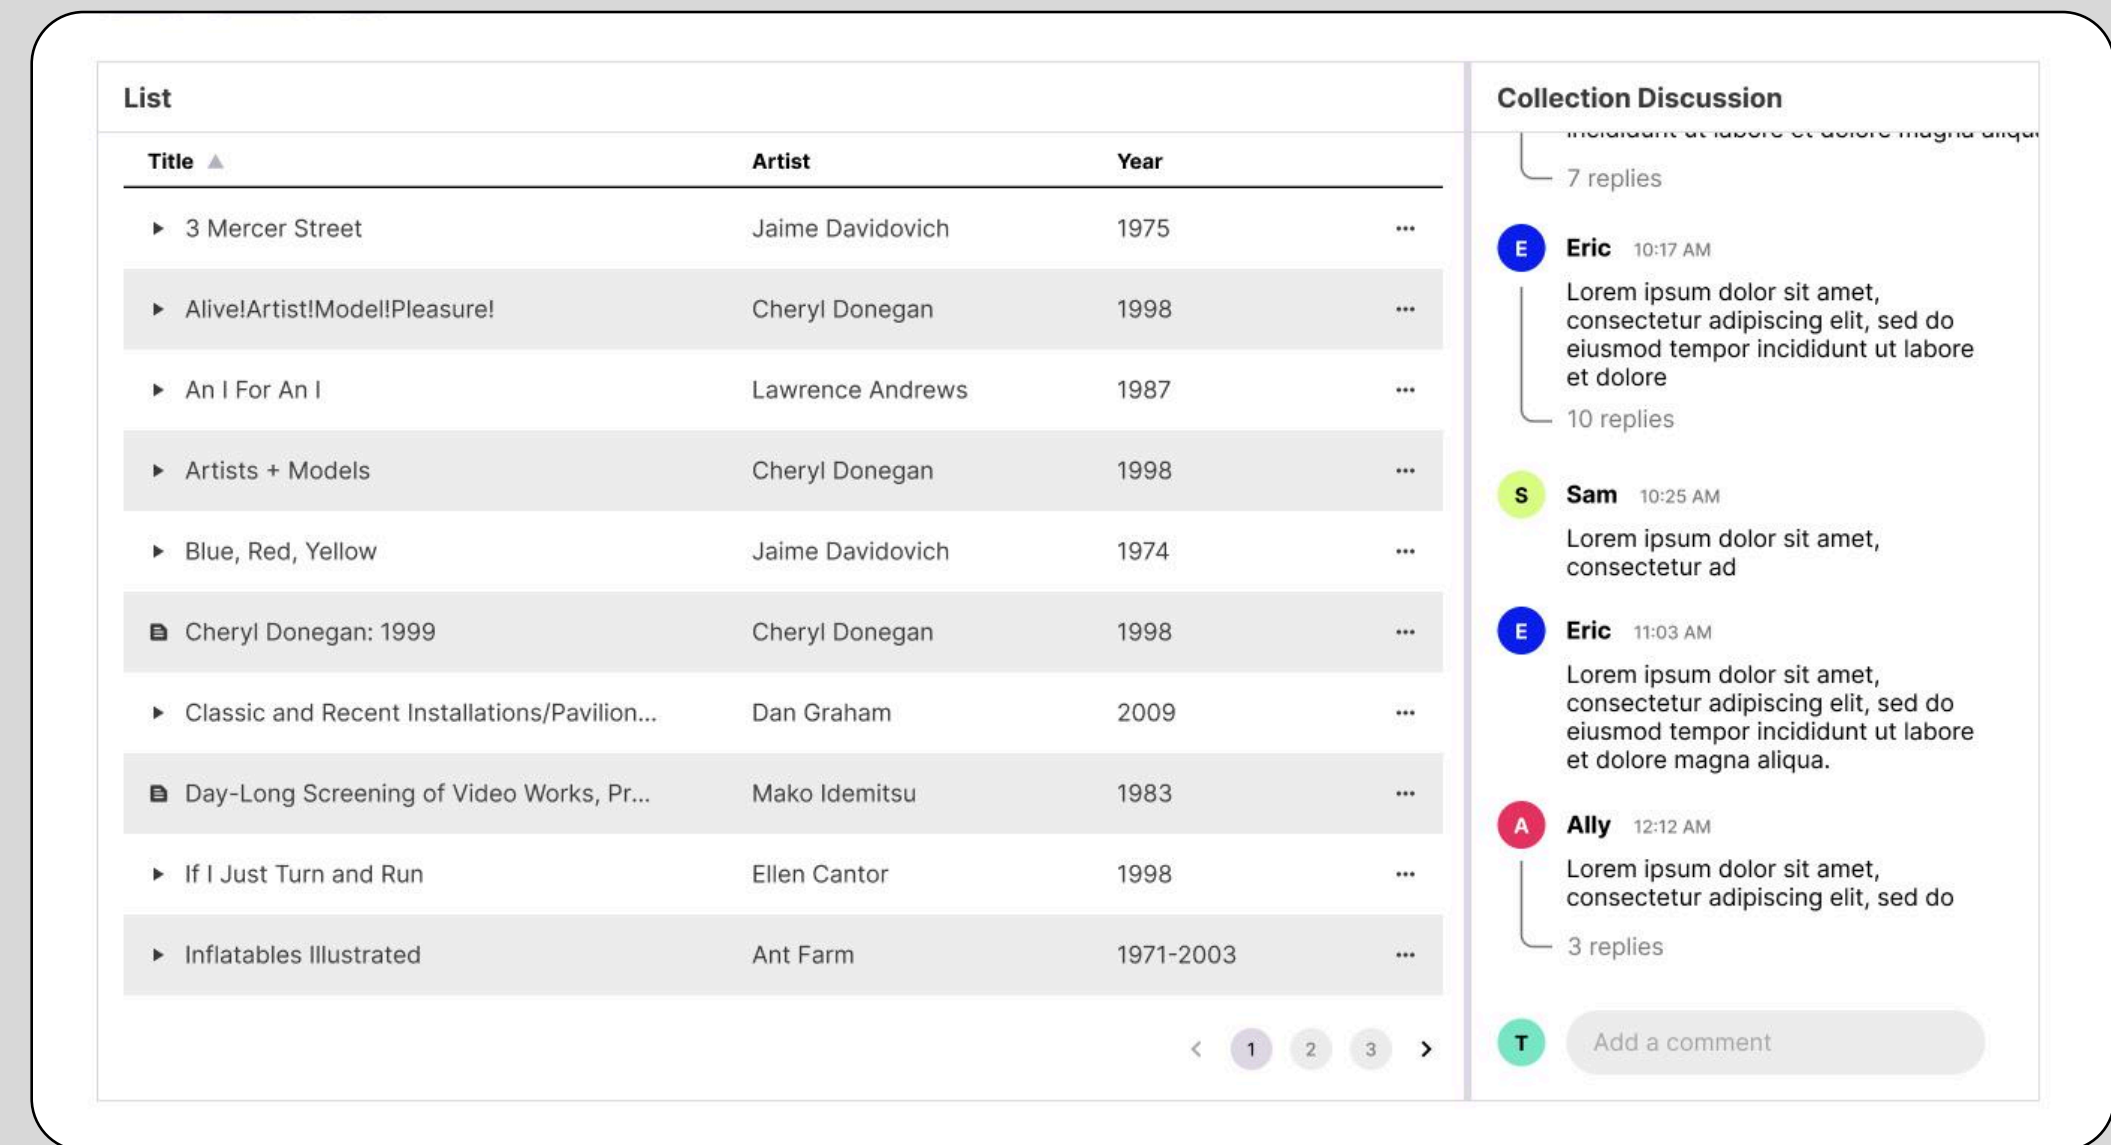 List
Title Artist Year
3 Mercer Street Jaime Davidovich 1975
Alive!Artist!Model!Pleasure! Cheryl Donegan 1998
An I For An I Lawrence Andrews 1987
Artists + Models Cheryl Donegan 1998
Blue, Red, Yellow Jaime Davidovich 1974
Cheryl Donegan: 1999 Cheryl Donegan 1998
Classic and Recent Installations/Pavilion... Dan Graham 2009
Day-Long Screening of Video Works, Pr... Mako Idemitsu 1983
If I Just Turn and Run Ellen Cantor 1998
Inflatables Illustrated Ant Farm 1971-2003
1 2 3
Collection Discussion
incididunt ut labore et dolore magna aliqu
7 replies
E Eric 10:17 AM
Lorem ipsum dolor sit amet,
consectetur adipiscing elit, sed do
eiusmod tempor incididunt ut labore
et dolore
10 replies
S Sam 10:25 AM
Lorem ipsum dolor sit amet,
consectetur ad
E Eric 11:03 AM
Lorem ipsum dolor sit amet,
consectetur adipiscing elit, sed do
eiusmod tempor incididunt ut labore
et dolore magna aliqua.
A Ally 12:12 AM
Lorem ipsum dolor sit amet,
consectetur adipiscing elit, sed do
3 replies
T Add a comment